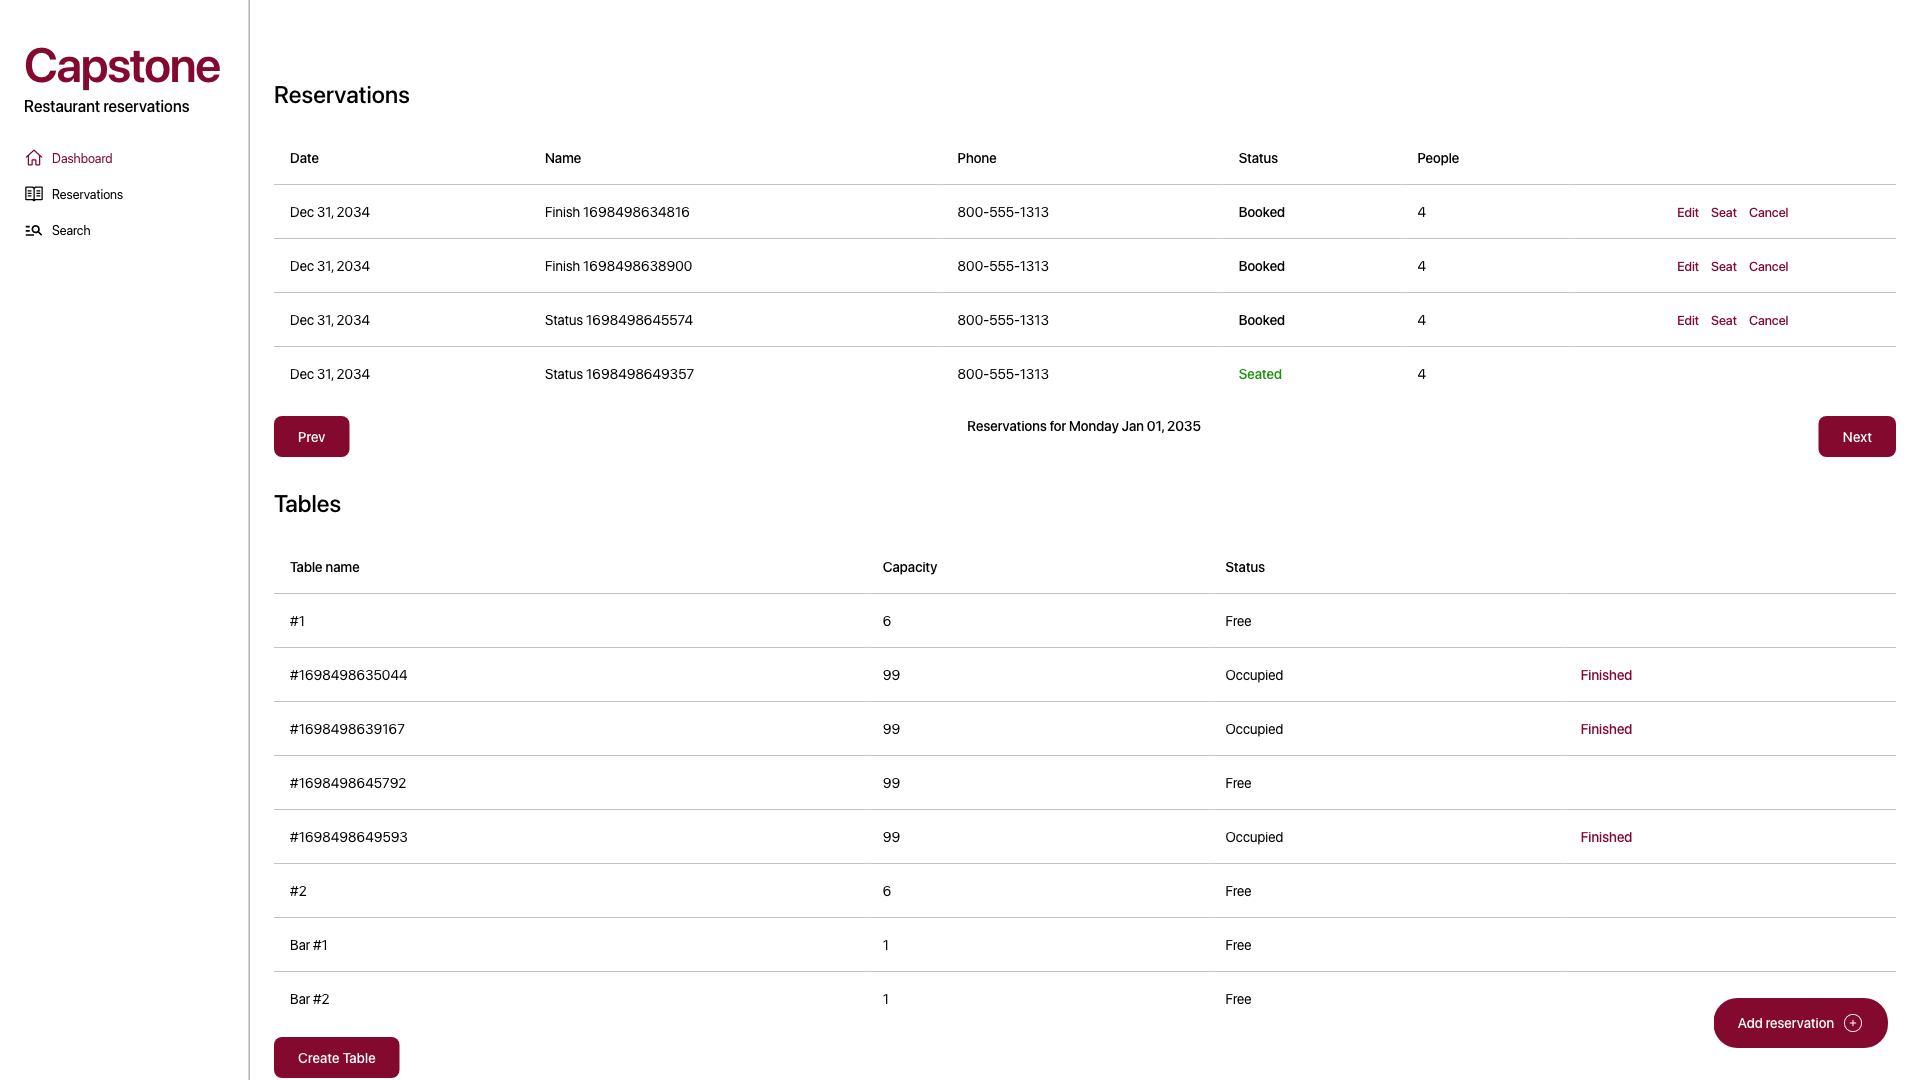 Capstone
Restaurant reservations
Dashboard
Reservations
Search
Reservations
Date Name Phone Status People
Dec 31, 2034 Finish 1698498634816 800-555-1313 Booked 4 Edit Seat Cancel
Dec 31, 2034 Finish 1698498638900 800-555-1313 Booked 4 Edit Seat Cancel
Dec 31, 2034 Status 1698498645574 800-555-1313 Booked 4 Edit Seat Cancel
Dec 31, 2034 Status 1698498649357 800-555-1313 Seated 4
Prev Reservations for Monday Jan 01, 2035 Next
Tables
Table name Capacity Status
#1 6 Free
#1698498635044 99 Occupied Finished
#1698498639167 99 Occupied Finished
#1698498645792 99 Free
#1698498649593 99 Occupied Finished
#2 6 Free
Bar #1 1 Free
Bar #2 1 Free
Add reservation
Create Table